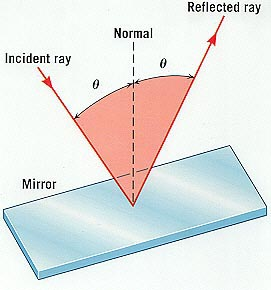 Reflected ray
Normal
Incident ray
θ
θ
Mirror